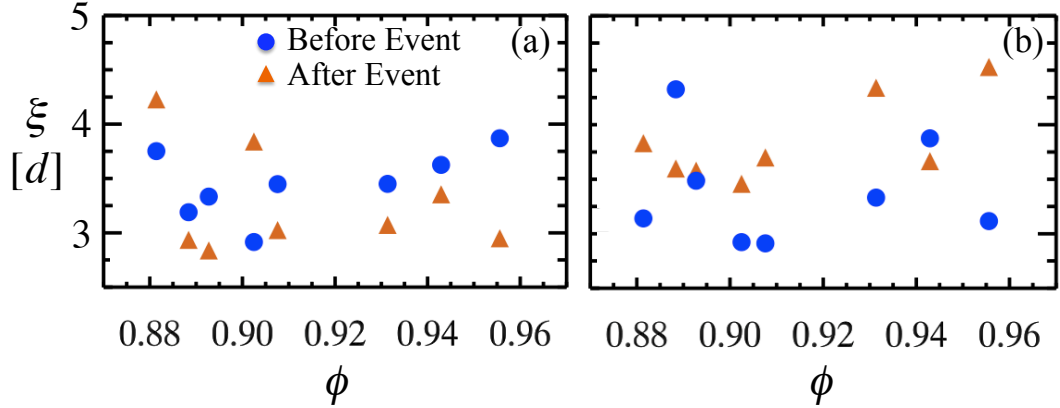 5
Before Event
(a)
(b)
After Event
4
ξ
[d]
3
0.88 0.90 0.92 0.94 0.96
0.88 0.90 0.92 0.94 0.96
ϕ
ϕ